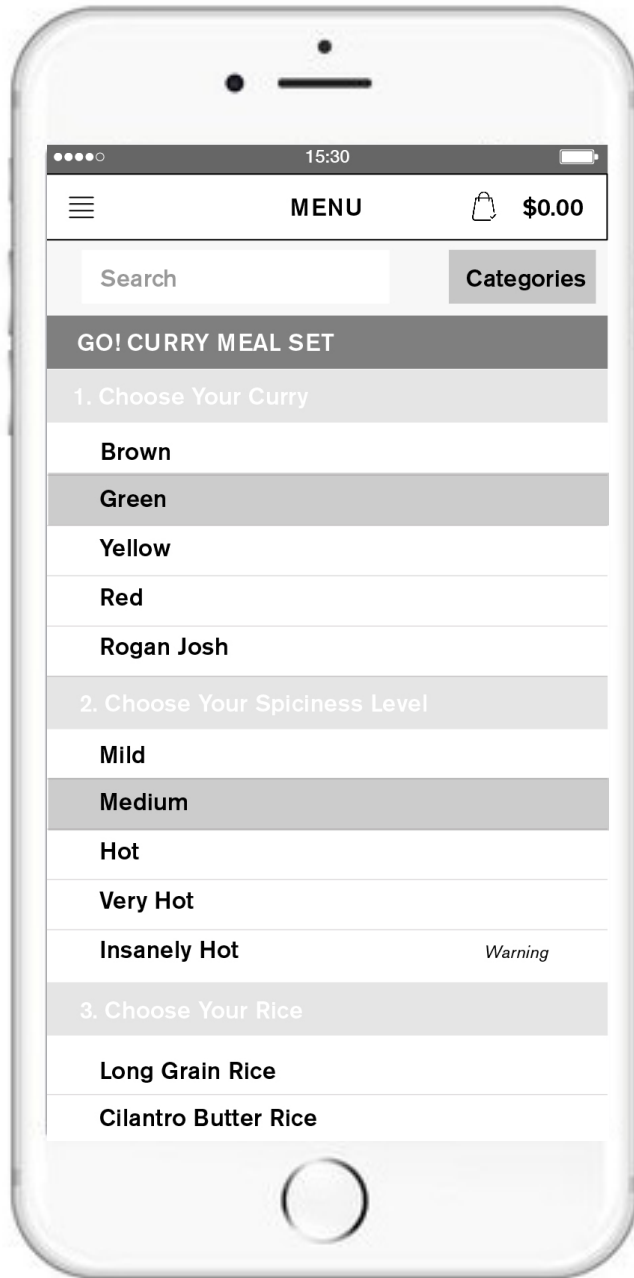 15:30
MENU $0.00
Search Categories
GO! CURRY MEAL SET
1. Choose Your Curry
Brown
Green
Yellow
Red
Rogan Josh
2. Choose Your Spiciness Level
Mild
Medium
Hot
Very Hot
Insanely Hot Warning
3. Choose Your Rice
Long Grain Rice
Cilantro Butter Rice